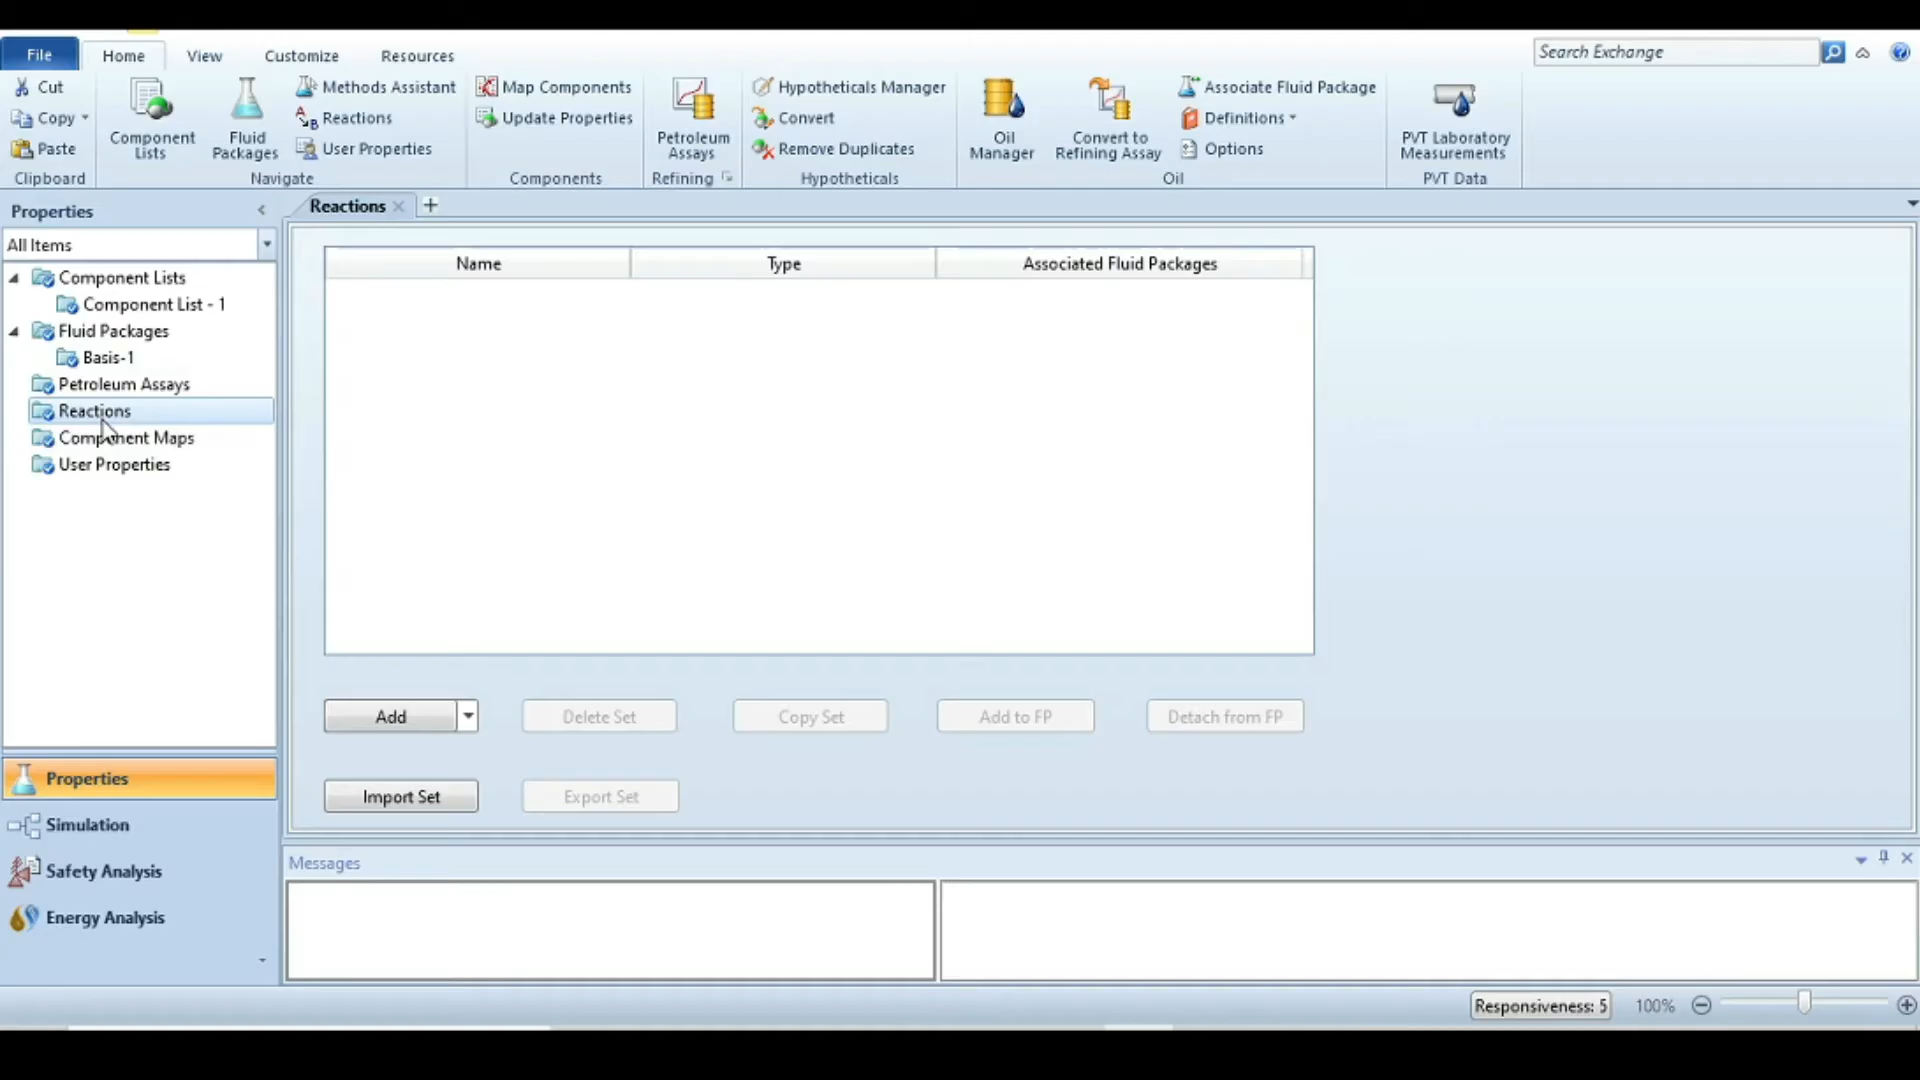 File
Home
View
Customize
Resources
Search Exchange
Cut
Copy
Paste
Clipboard
Component
Lists
Fluid
Packages
Methods Assistant
Reactions
User Properties
Navigate
Map Components
Update Properties
Components
Petroleum
Assays
Refining
Hypotheticals Manager
Convert
Remove Duplicates
Hypotheticals
Oil
Manager
Convert to
Refining Assay
Associate Fluid Package
Definitions
Options
Oil
PVT Laboratory
Measurements
PVT Data
Properties
All Items
Component Lists
Component List - 1
Fluid Packages
Basis-1
Petroleum Assays
Reactions
Component Maps
User Properties
Properties
Simulation
Safety Analysis
Energy Analysis
Reactions
Name
Type
Associated Fluid Packages
Add
Delete Set
Copy Set
Add to FP
Detach from FP
Import Set
Export Set
Messages
Responsiveness: 5
100%